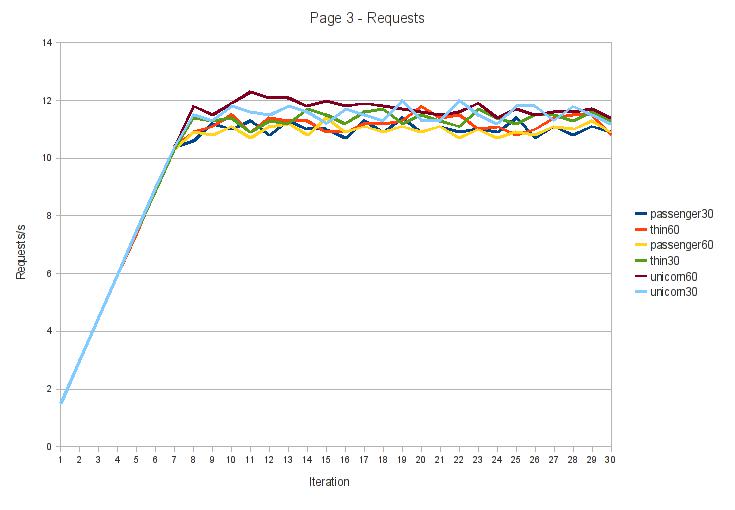 Page 3 - Requests
14
12
10
8
6
4
2
0
Requests/s
1 2 3 4 5 6 7 8 9 10 11 12 13 14 15 16 17 18 19 20 21 22 23 24 25 26 27 28 29 30
Iteration
passenger30
thin60
passenger60
thin30
unicorn60
unicorn30